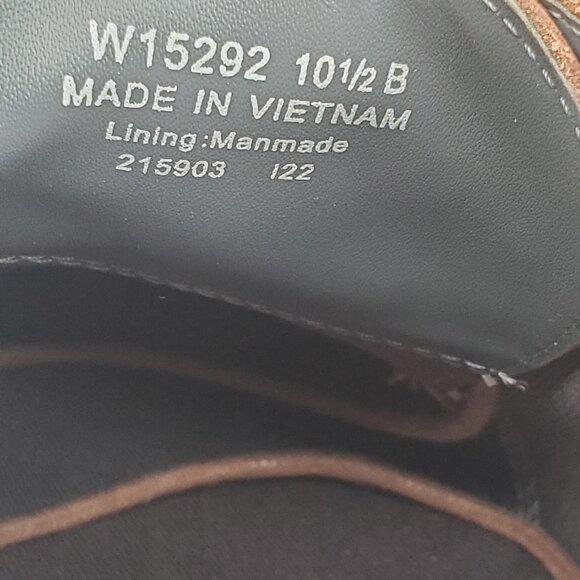 W15292 10½ B
MADE IN VIETNAM
Lining:Manmade
215903 I22